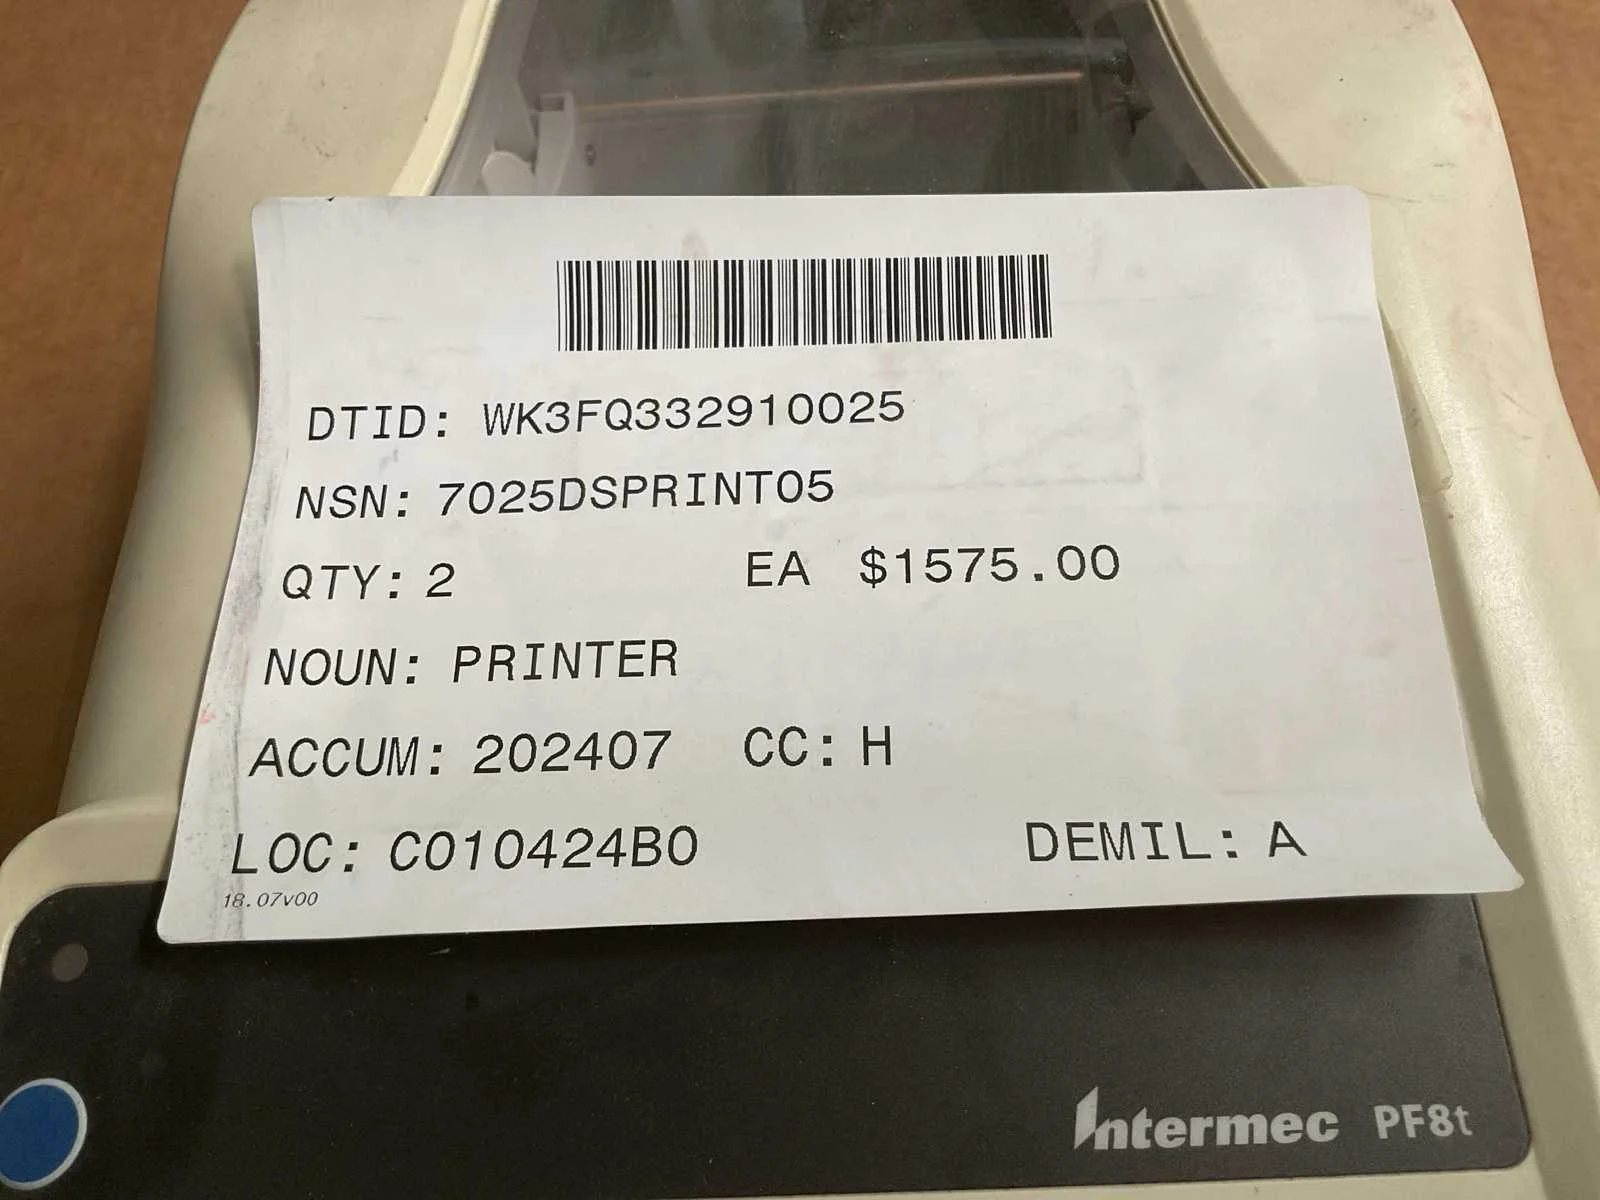 DTID: WK3FQ332910025
NSN: 7025DSPRINT05
QTY: 2 EA $1575.00
NOUN: PRINTER
ACCUM: 202407 CC: H
LOC: C010424B0 DEMIL: A
18.07v00
Intermec PF8t